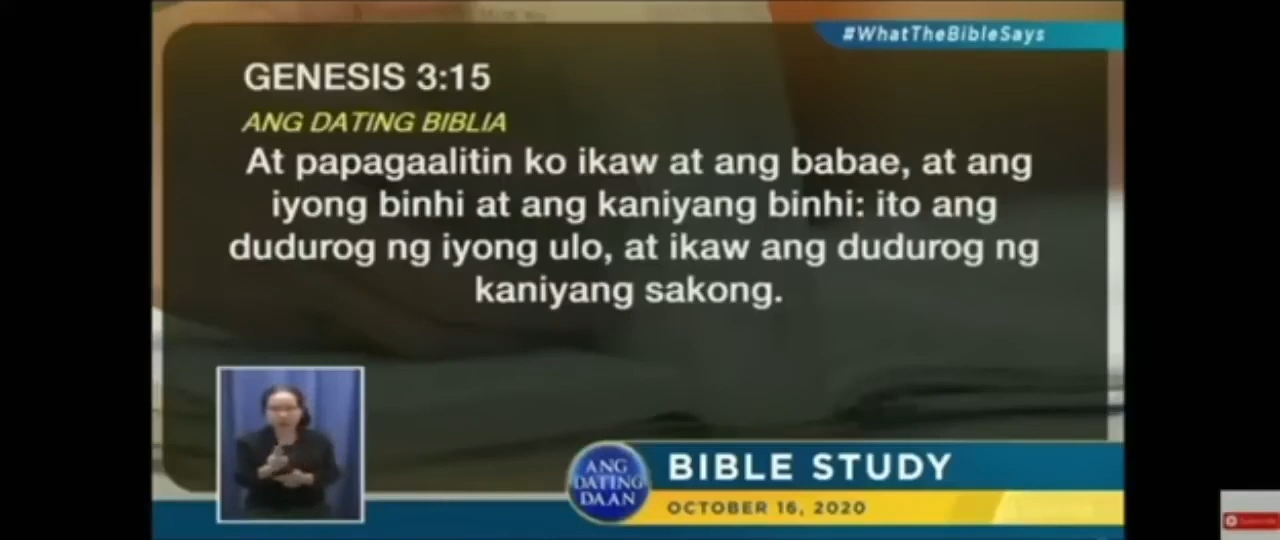 #WhatTheBibleSays
GENESIS 3:15
ANG DATING BIBLIA
At papagaalitin ko ikaw at ang babae, at ang
iyong binhi at ang kaniyang binhi: ito ang
dudurog ng iyong ulo, at ikaw ang dudurog ng
kaniyang sakong.
ANG
DATING
DAAN
BIBLE STUDY
OCTOBER 16, 2020